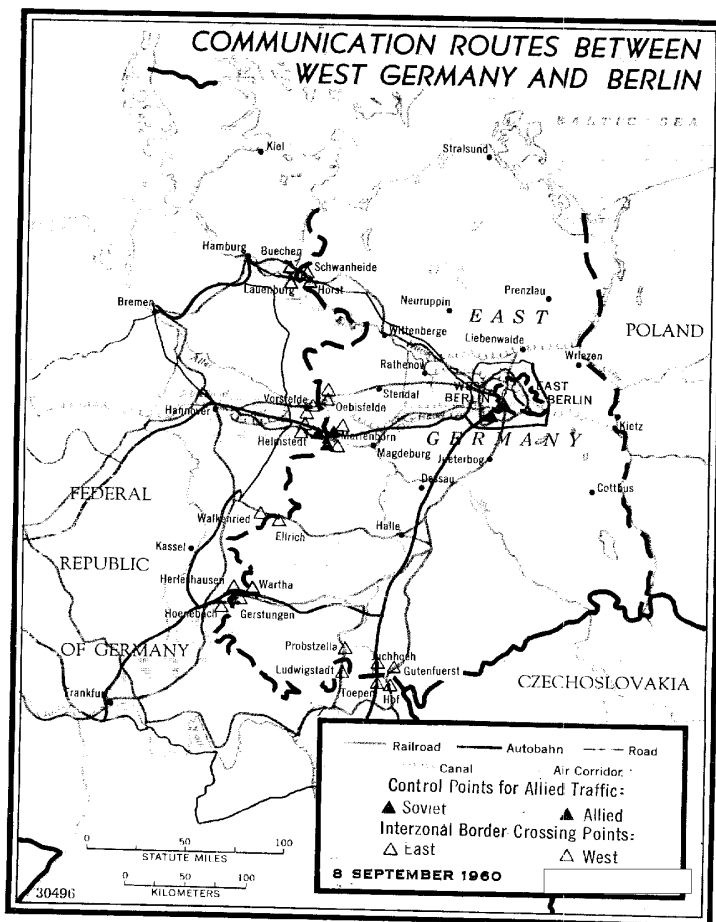 COMMUNICATION ROUTES BETWEEN
WEST GERMANY AND BERLIN
BALTIC SEA
Kiel
Stralsund
Hamburg
Buechen
Schwanheide
Lauenburg
Horst
Bremen
Neuruppin
Prenzlau
EAST
POLAND
Wittenberge
Liebenwalde
Wriezen
Rathenow
WEST
BERLIN
EAST
BERLIN
Stendal
Vorsfelde
Oebisfelde
Hannover
Kietz
Helmstedt
Marienborn
GERMANY
Magdeburg
Jueterbog
Dessau
Cottbus
FEDERAL
Walkenried
Ellrich
Halle
Kassel
REPUBLIC
Herleshausen
Wartha
Hoenebach
Gerstungen
OF GERMANY
Probstzella
Juchhoeh
Ludwigstadt
Gutenfuerst
CZECHOSLOVAKIA
Frankfurt
Toepen
Hof
Railroad
Autobahn
Road
Canal
Air Corridor
Control Points for Allied Traffic:
Soviet
Allied
Interzonal Border Crossing Points:
East
West
8 SEPTEMBER 1960
0 50 100
STATUTE MILES
0 50 100
KILOMETERS
30496